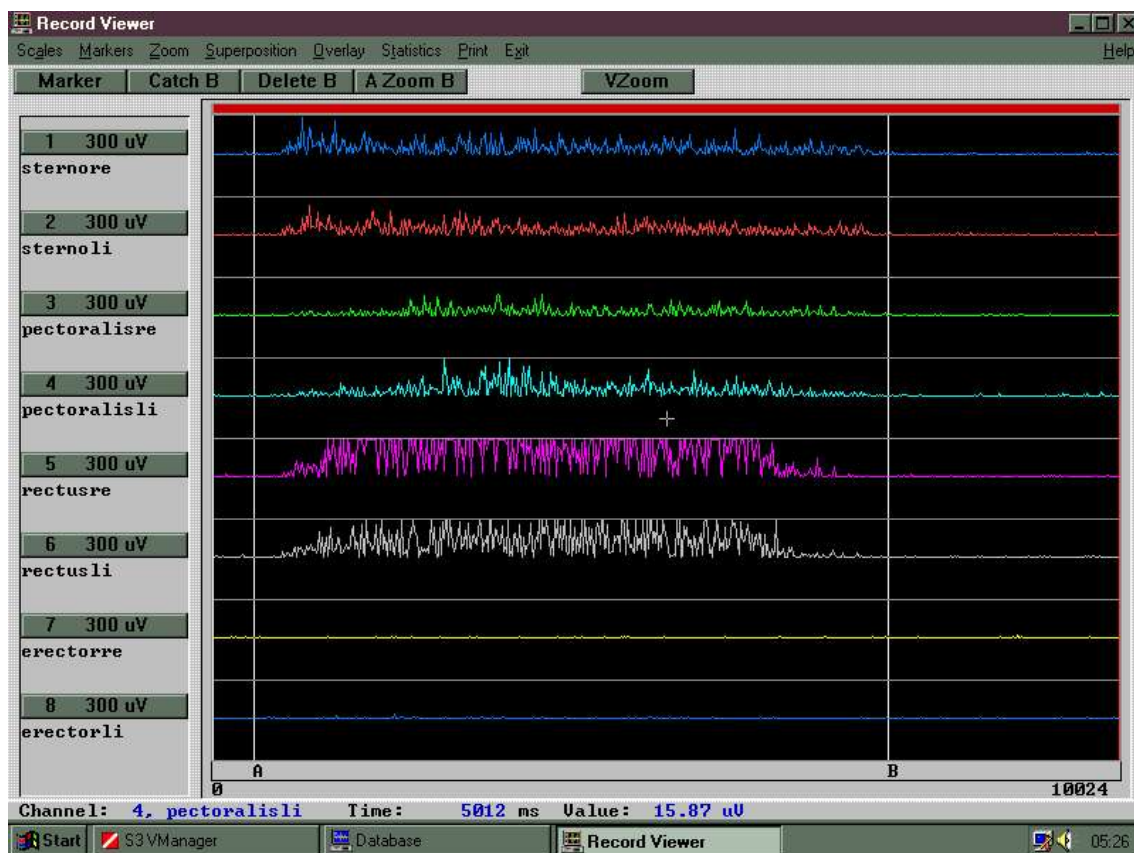 Record Viewer
Scales Markers Zoom Superposition Overlay Statistics Print Exit Help
Marker Catch B Delete B A Zoom B VZoom
1 300 uV
sternore
2 300 uV
sternoli
3 300 uV
pectoralisre
4 300 uV
pectoralisli
5 300 uV
rectusre
6 300 uV
rectusli
7 300 uV
erectorre
8 300 uV
erectorli
A B
0 10024
Channel: 4, pectoralisli Time: 5012 ms Value: 15.87 uV
Start S3 VManager Database Record Viewer 05:26